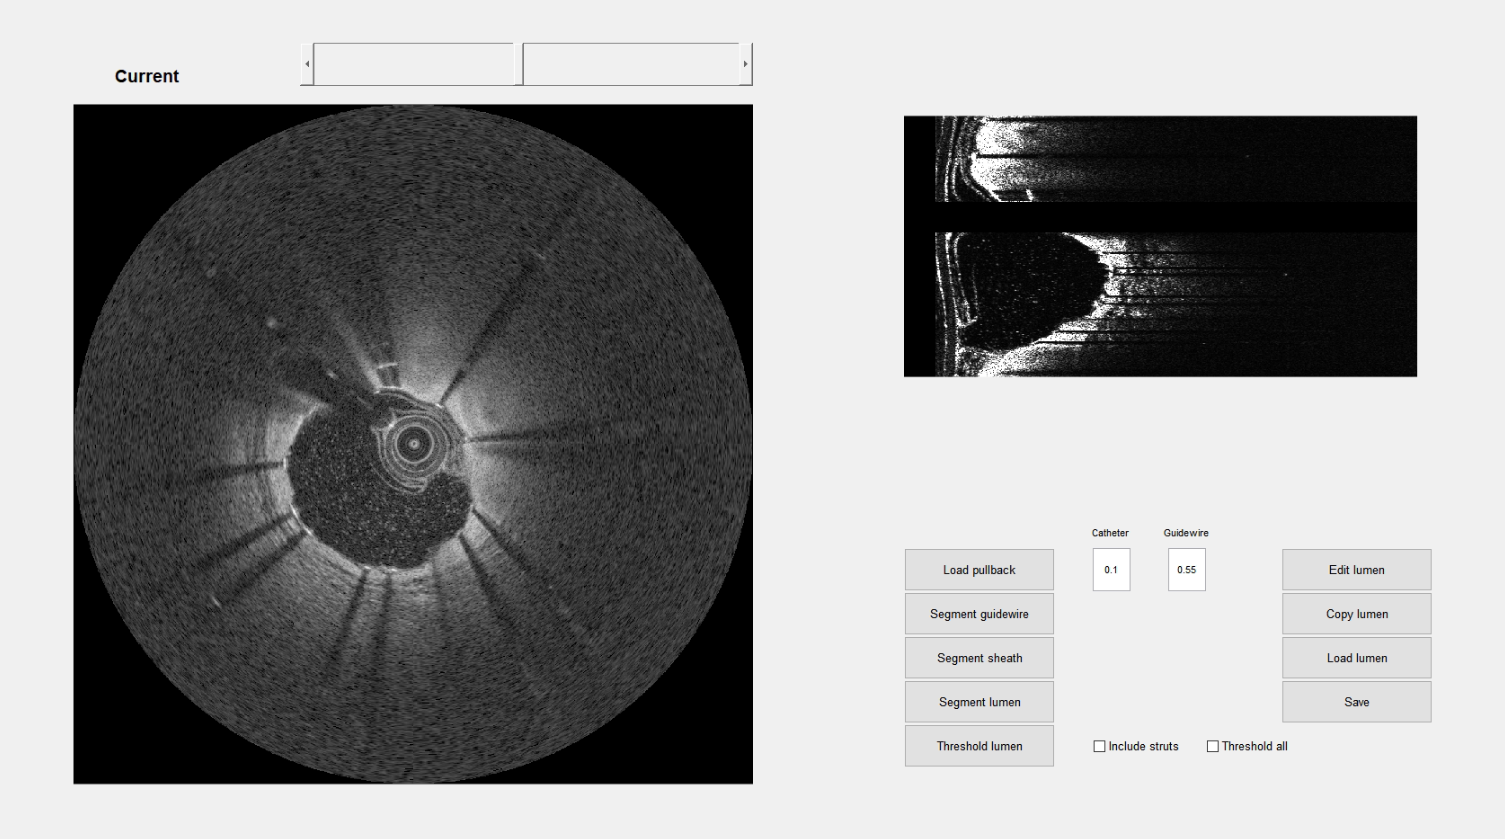 Current
Catheter Guidewire
Load pullback 0.1 0.55 Edit lumen
Segment guidewire Copy lumen
Segment sheath Load lumen
Segment lumen Save
Threshold lumen Include struts Threshold all